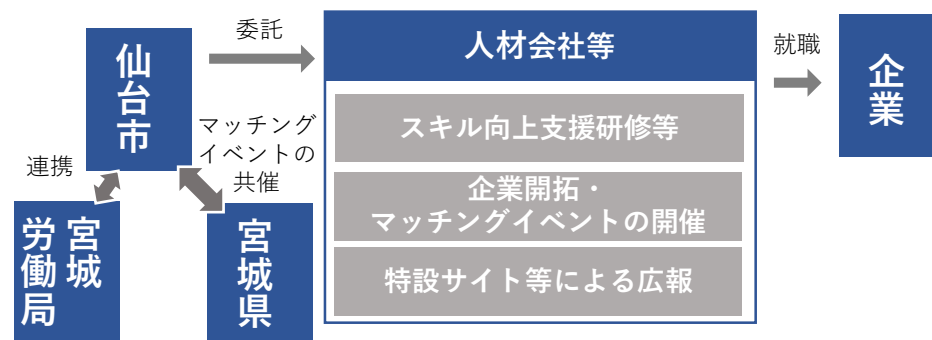 仙台市
委託
人材会社等
就職
企業
スキル向上支援研修等
マッチング
イベントの
共催
連携
企業開拓・
マッチングイベントの開催
宮城
労働局
宮城県
特設サイト等による広報